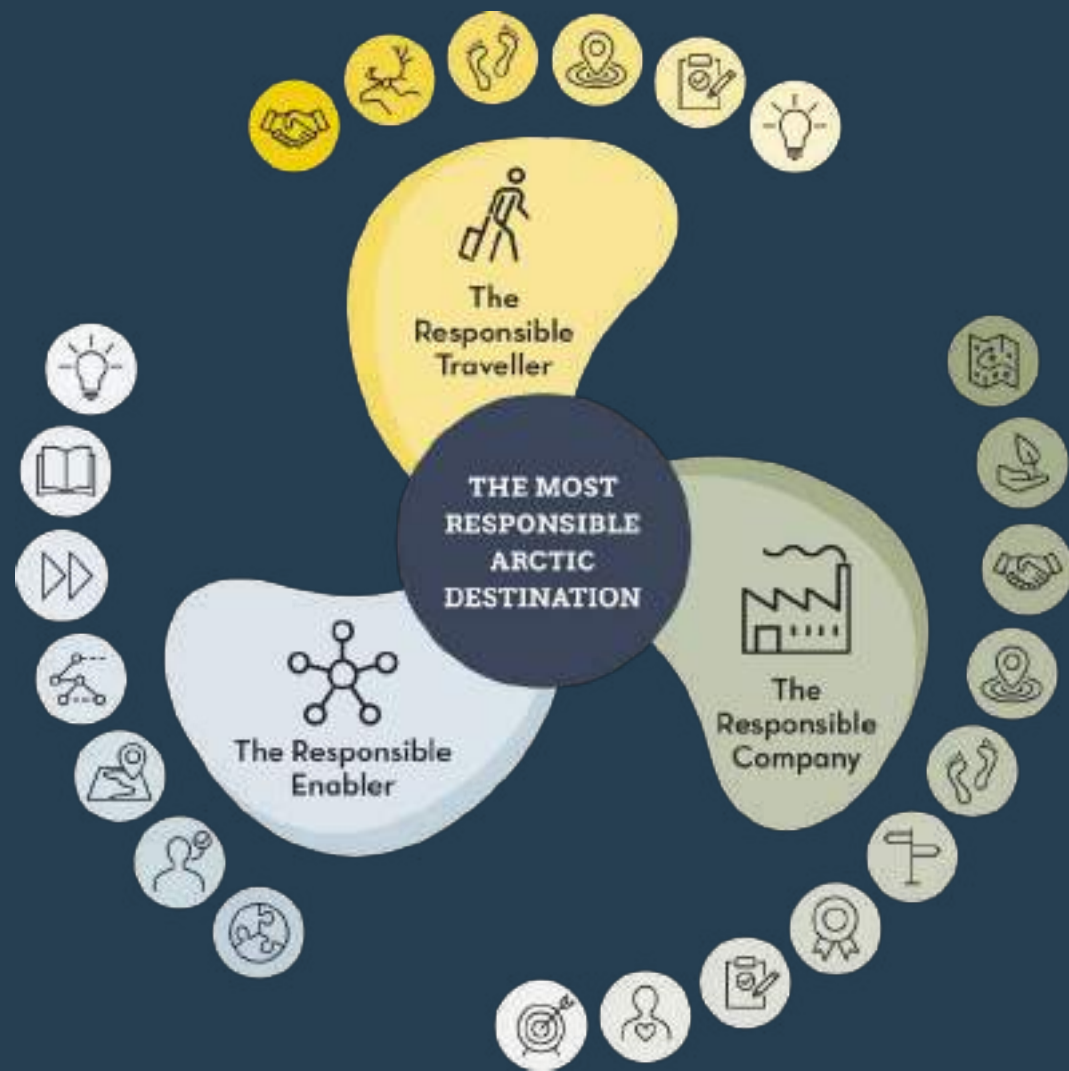 The
Responsible
Traveller
THE MOST
RESPONSIBLE
ARCTIC
DESTINATION
The
Responsible
Company
The Responsible
Enabler